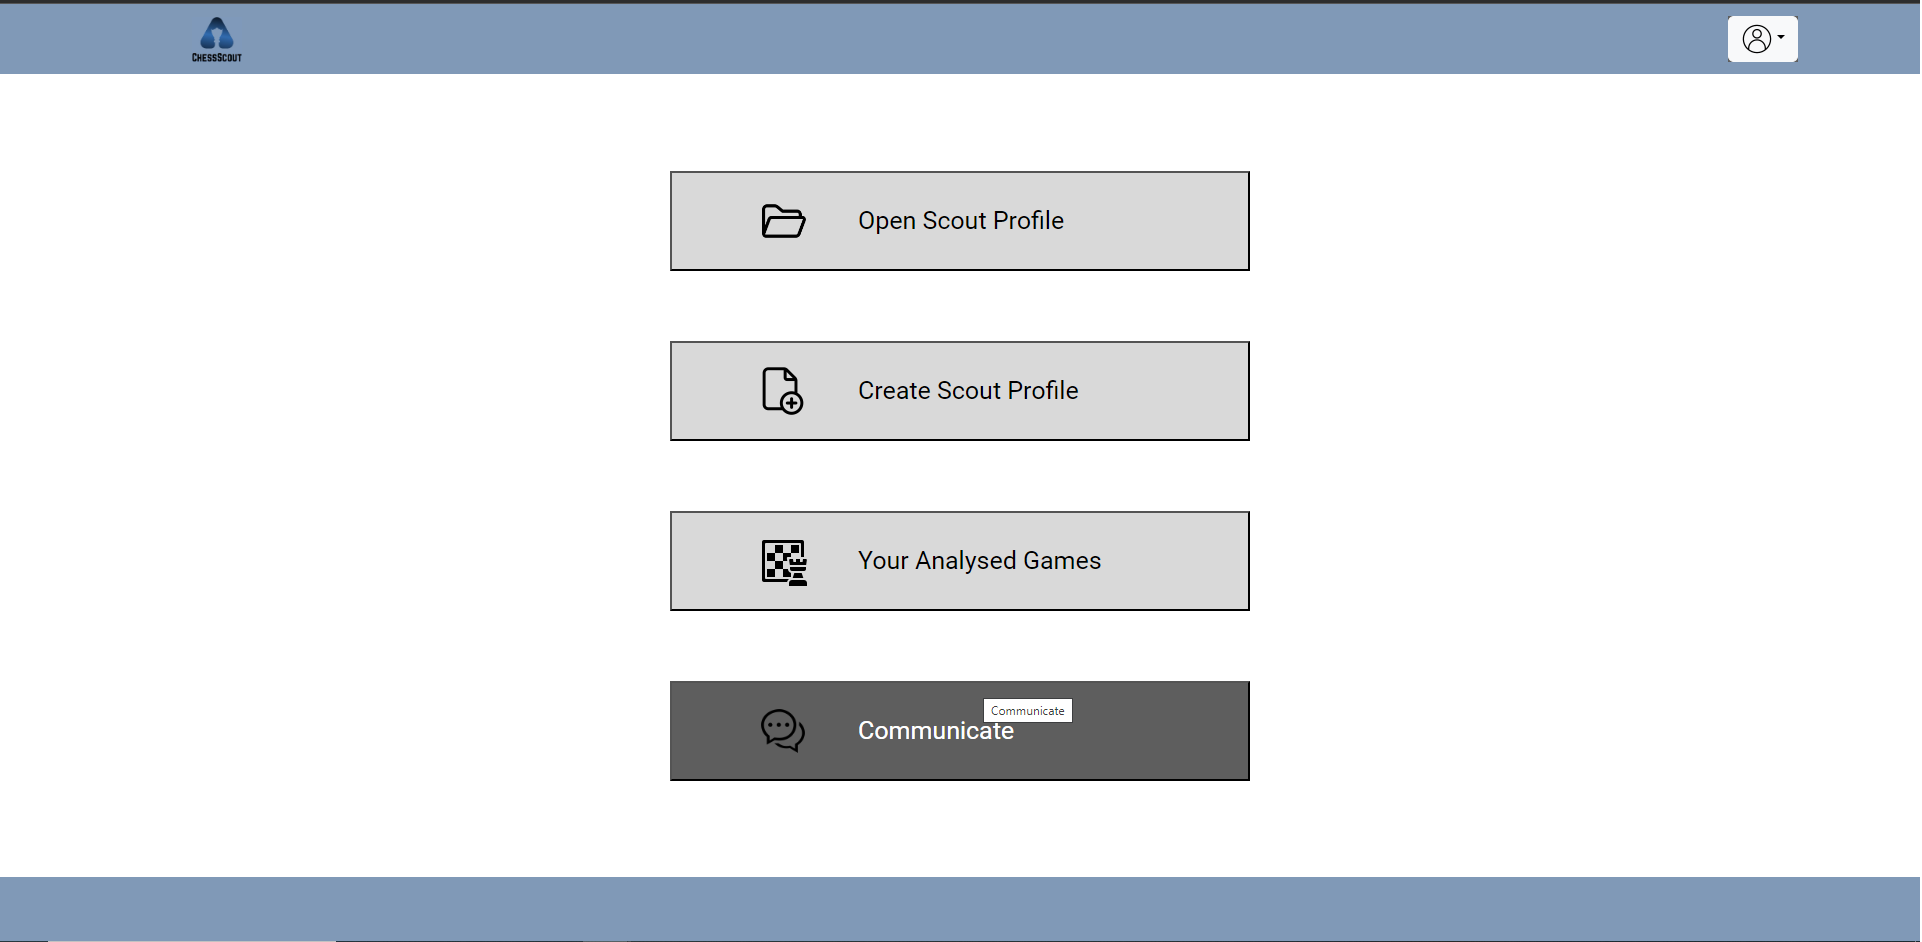 ChessScout
Open Scout Profile
Create Scout Profile
Your Analysed Games
Communicate
Communicate